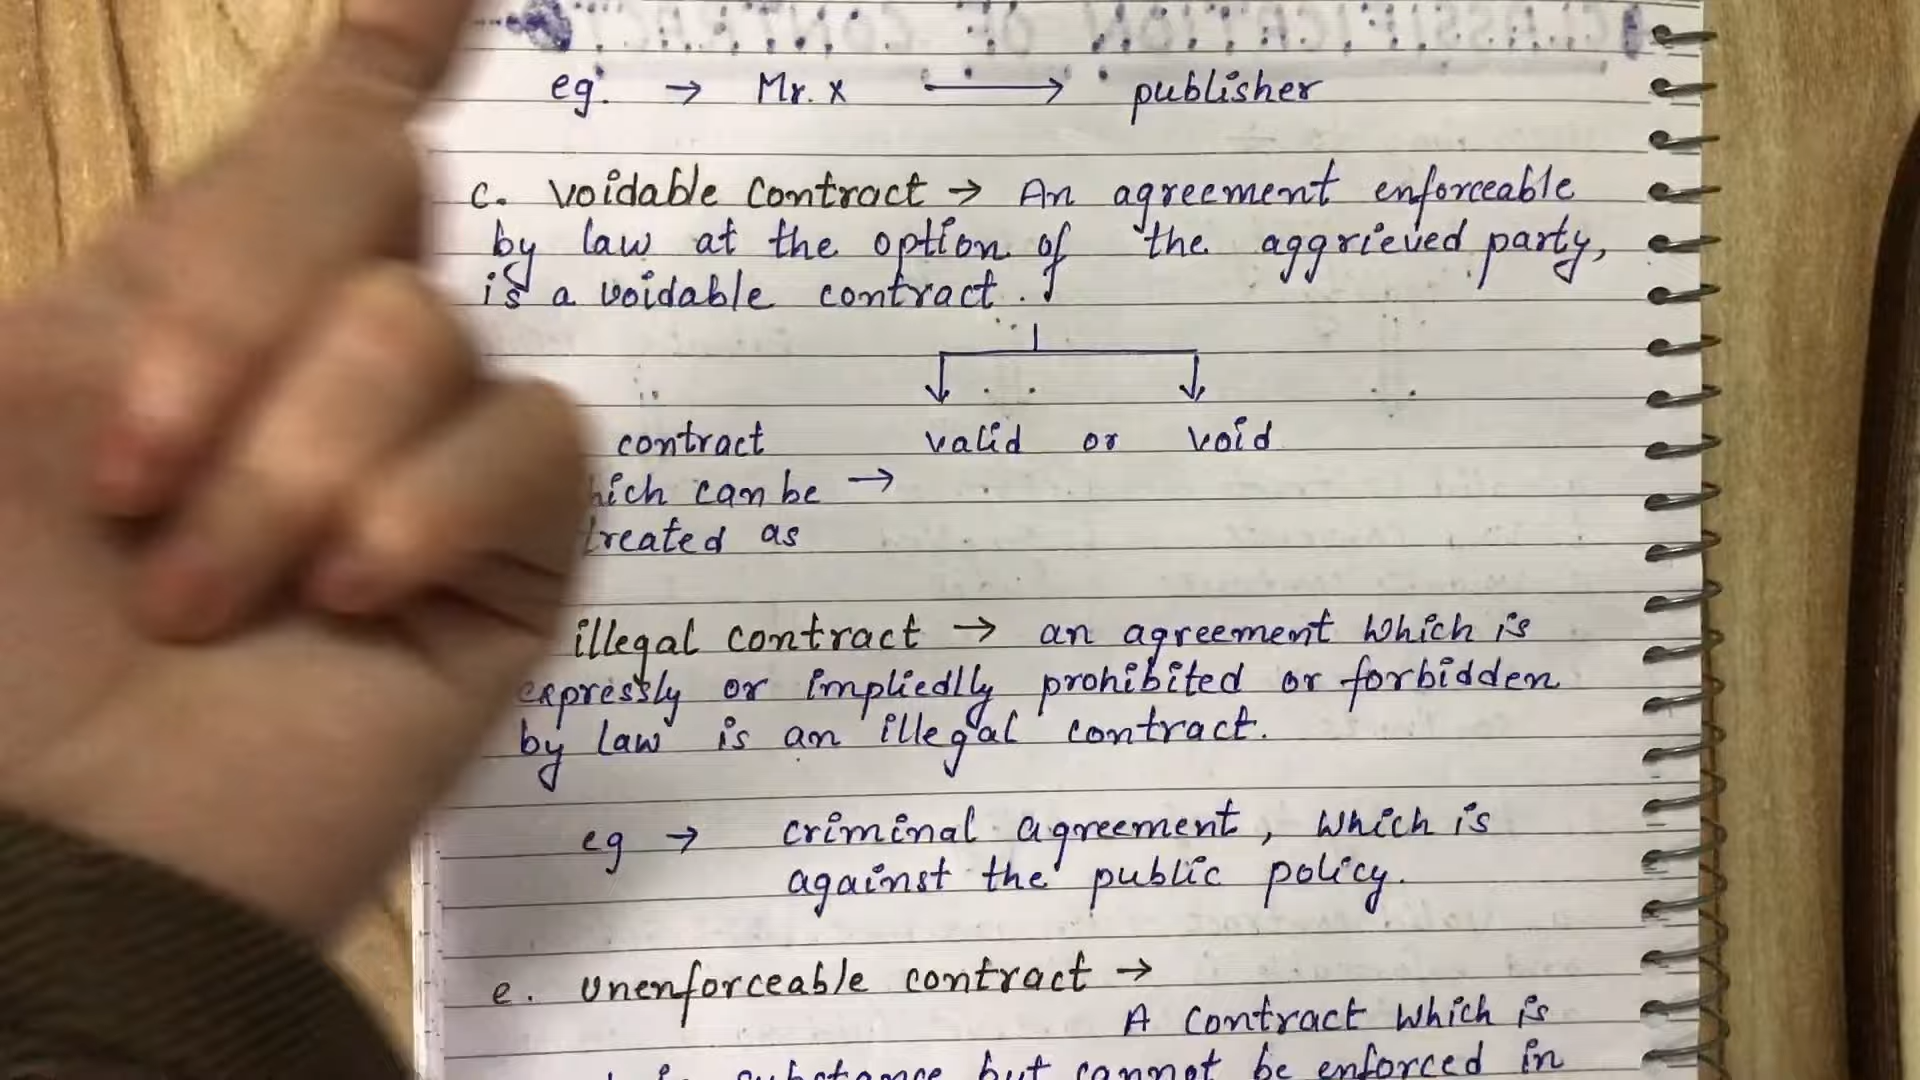 eg. → Mr. X → publisher
c. voidable contract → An agreement enforceable
by law at the option of the aggrieved party,
is a voidable contract.
contract valid or void
can be →
treated as
illegal contract → an agreement which is
expressly or impliedlly prohibited or forbidden
by law is an illegal contract.
eg → criminal agreement, which is
against the public policy.
e. unenforceable contract →
A contract which is
substance but cannot be enforced in